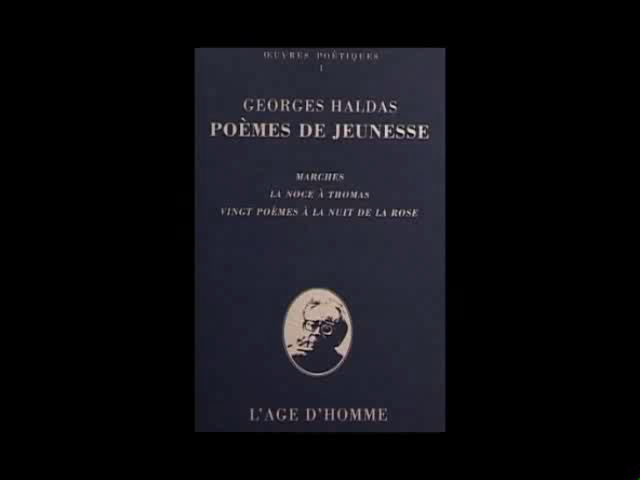 ŒUVRES POÉTIQUES
I
GEORGES HALDAS
POÈMES DE JEUNESSE
MARCHES
LA NOCE À THOMAS
VINGT POÈMES À LA NUIT DE LA ROSE
L'AGE D'HOMME